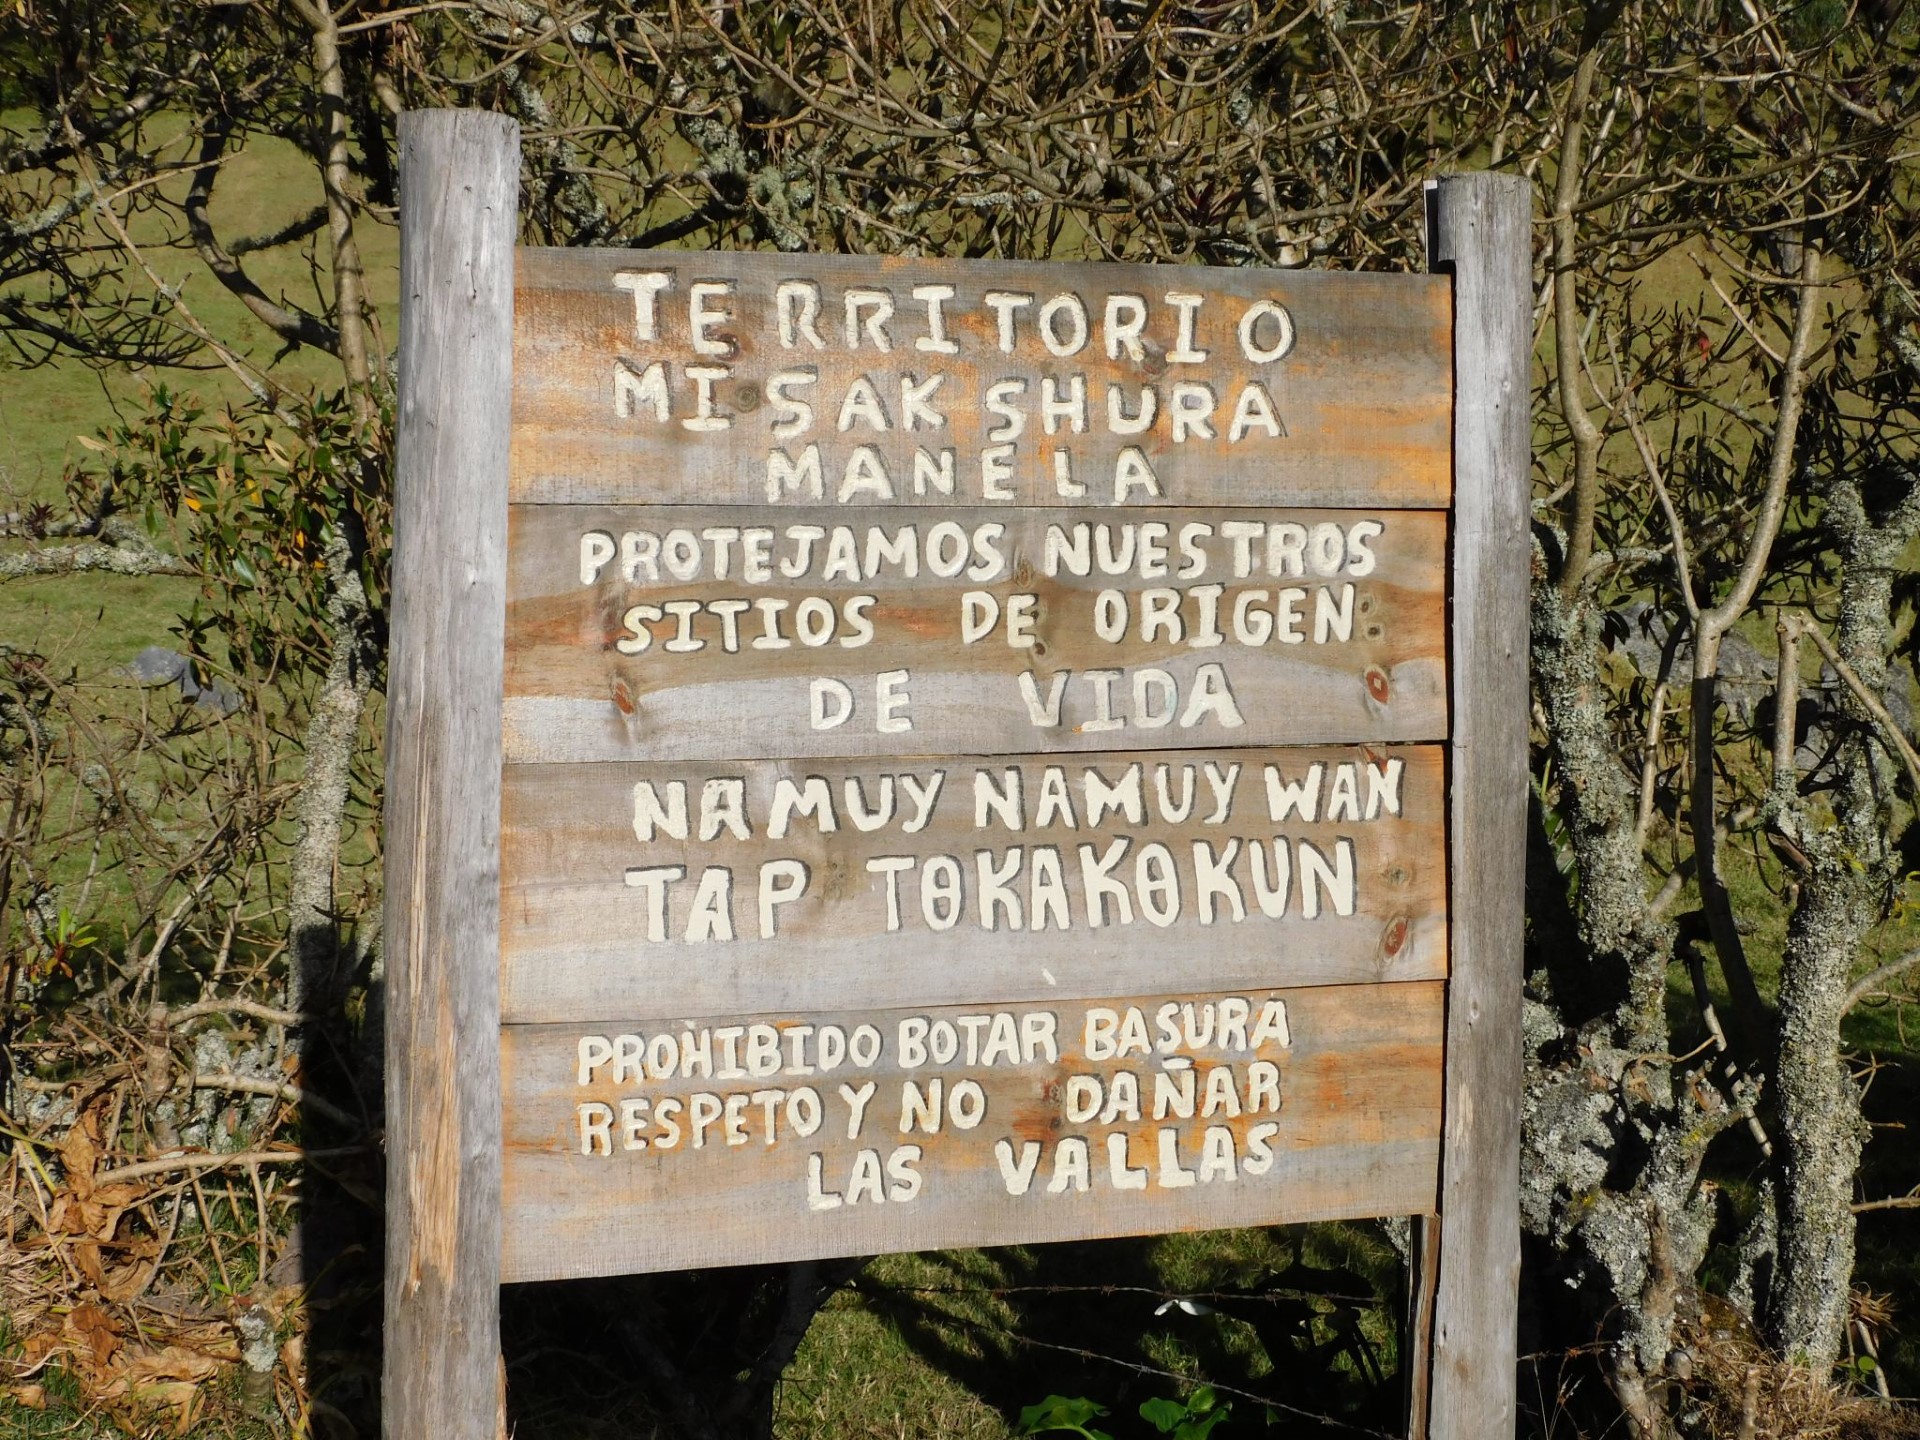 TERRITORIO
MISAK SHURA
MANELA
PROTEJAMOS NUESTROS
SITIOS DE ORIGEN
DE VIDA
NAMUY NAMUY WAN
TAP TѲKAKѲKUN
PROHIBIDO BOTAR BASURA
RESPETO Y NO DAÑAR
LAS VALLAS